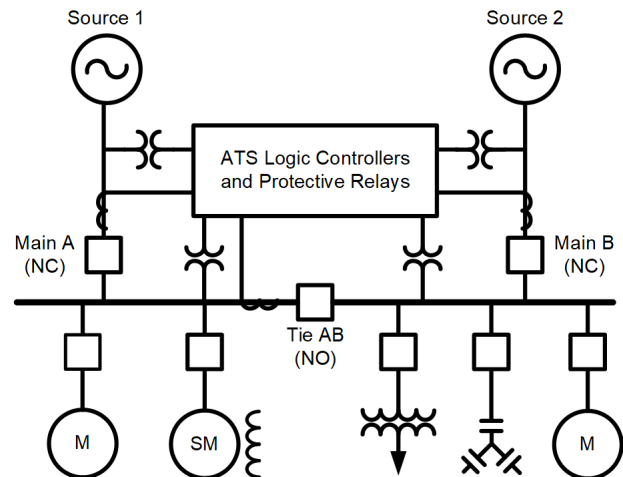 Source 1
Source 2
ATS Logic Controllers
and Protective Relays
Main A
(NC)
Main B
(NC)
Tie AB
(NO)
M
SM
M